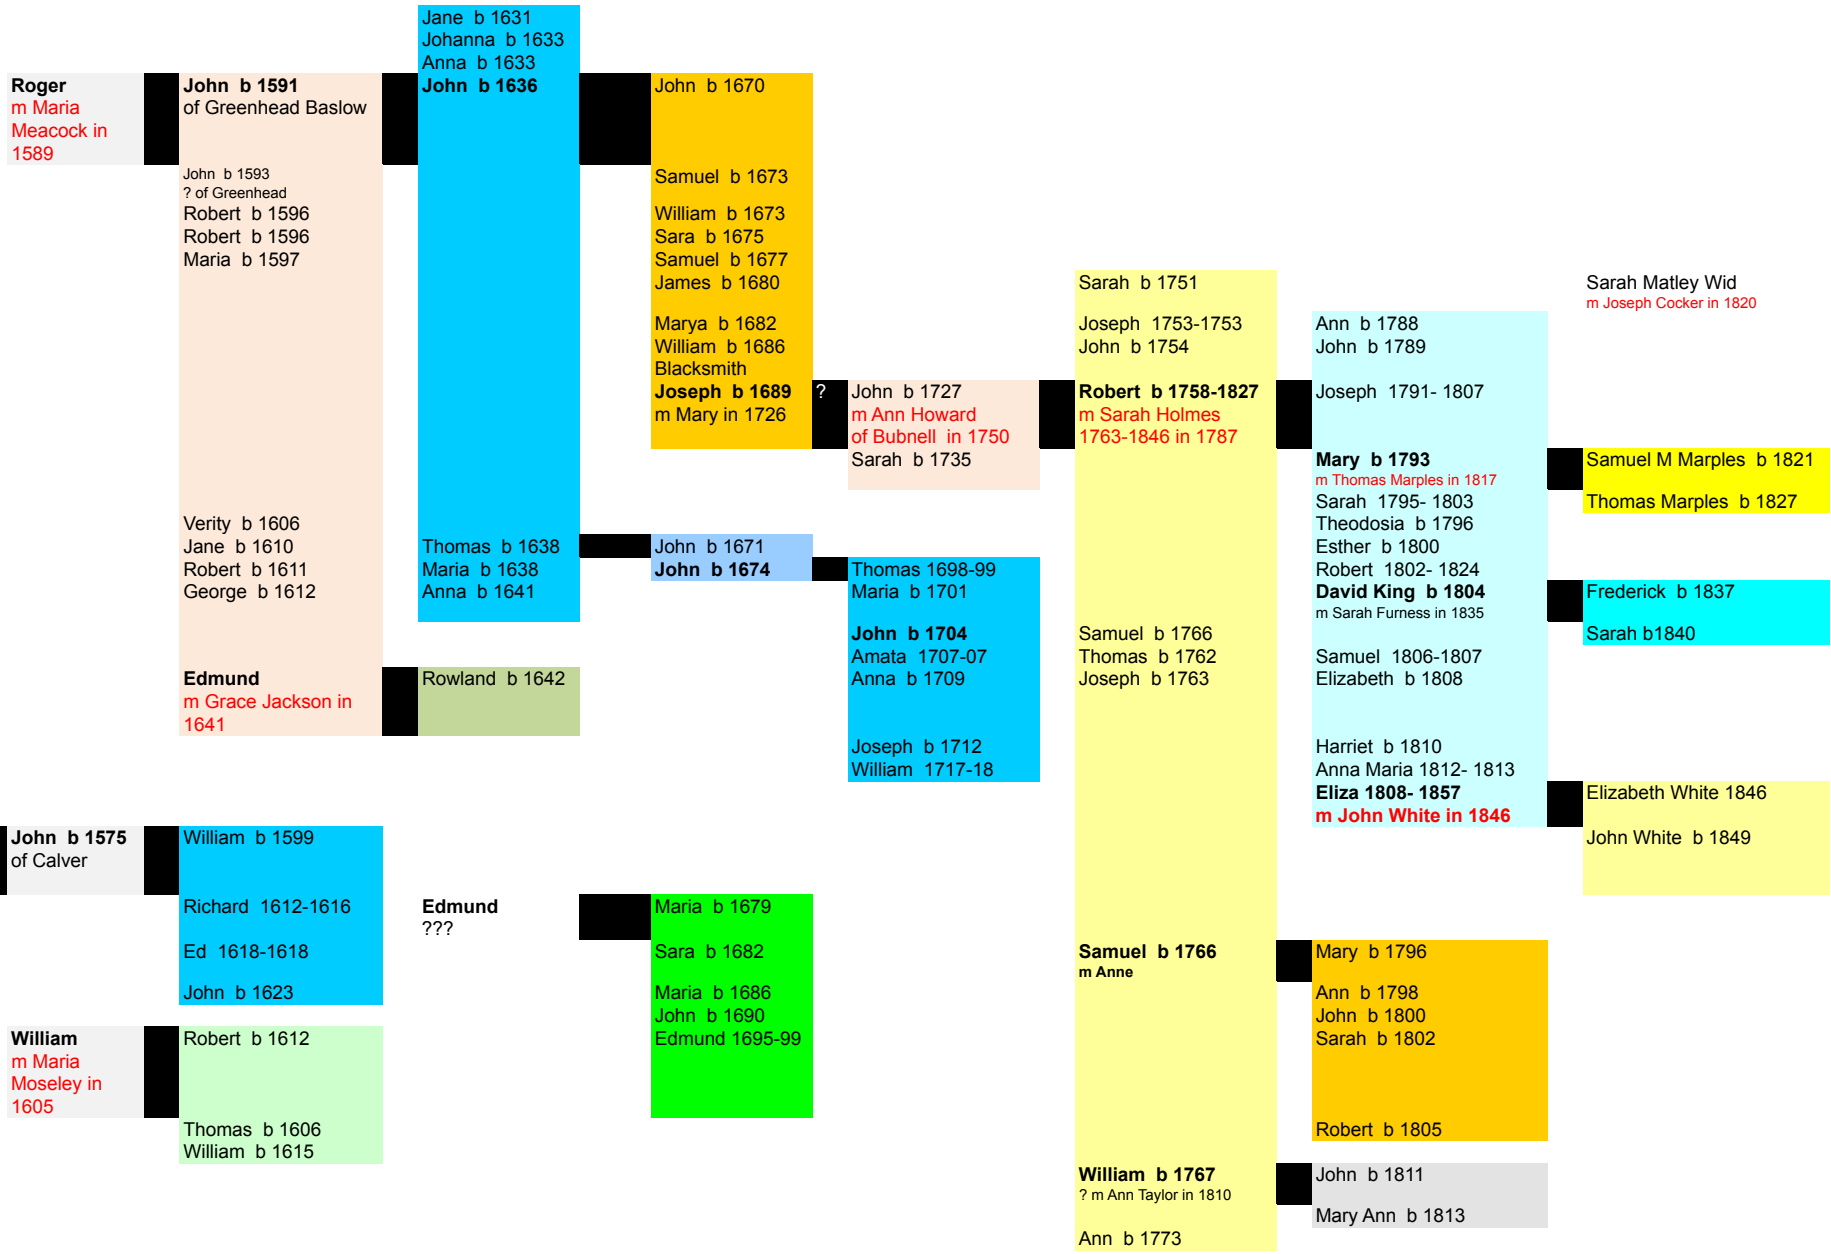 Roger
m Maria
Meacock in
1589
John  b 1575
of Calver
William
m Maria
Moseley in
1605
John  b 1591
of Greenhead Baslow
John  b 1593
? of Greenhead
Robert  b 1596
Robert  b 1596
Maria  b 1597
Verity  b 1606
Jane  b 1610
Robert  b 1611
George  b 1612
Edmund
m Grace Jackson in
1641
William  b 1599
Richard  1612-1616
Ed  1618-1618
John  b 1623
Robert  b 1612
Thomas  b 1606
William  b 1615
Jane  b 1631
Johanna  b 1633
Anna  b 1633
John  b 1636
Thomas  b 1638
Maria  b 1638
Anna  b 1641
Rowland  b 1642
Edmund
???
John  b 1670
Samuel  b 1673
William  b 1673
Sara  b 1675
Samuel  b 1677
James  b 1680
Marya  b 1682
William  b 1686
Blacksmith
Joseph  b 1689
m Mary in 1726
John  b 1671
John  b 1674
Maria  b 1679
Sara  b 1682
Maria  b 1686
John  b 1690
Edmund 1695-99
?
John  b 1727
m Ann Howard
of Bubnell  in 1750
Sarah  b 1735
Thomas 1698-99
Maria  b 1701
John  b 1704
Amata  1707-07
Anna  b 1709
Joseph  b 1712
William  1717-18
Sarah  b 1751
Joseph  1753-1753
John  b 1754
Robert  b 1758-1827
m Sarah Holmes
1763-1846 in 1787
Samuel  b 1766
Thomas  b 1762
Joseph  b 1763
Samuel  b 1766
m Anne
William  b 1767
? m Ann Taylor in 1810
Ann  b 1773
Ann  b 1788
John  b 1789
Joseph  1791- 1807
Mary  b 1793
m Thomas Marples in 1817
Sarah  1795- 1803
Theodosia  b 1796
Esther  b 1800
Robert  1802- 1824
David King  b 1804
m Sarah Furness in 1835
Samuel  1806-1807
Elizabeth  b 1808
Harriet  b 1810
Anna Maria 1812- 1813
Eliza 1808- 1857
m John White in 1846
Mary  b 1796
Ann  b 1798
John  b 1800
Sarah  b 1802
Robert  b 1805
John  b 1811
Mary Ann  b 1813
Sarah Matley Wid
m Joseph Cocker in 1820
Samuel M Marples  b 1821
Thomas Marples  b 1827
Frederick  b 1837
Sarah b1840
Elizabeth White 1846
John White  b 1849